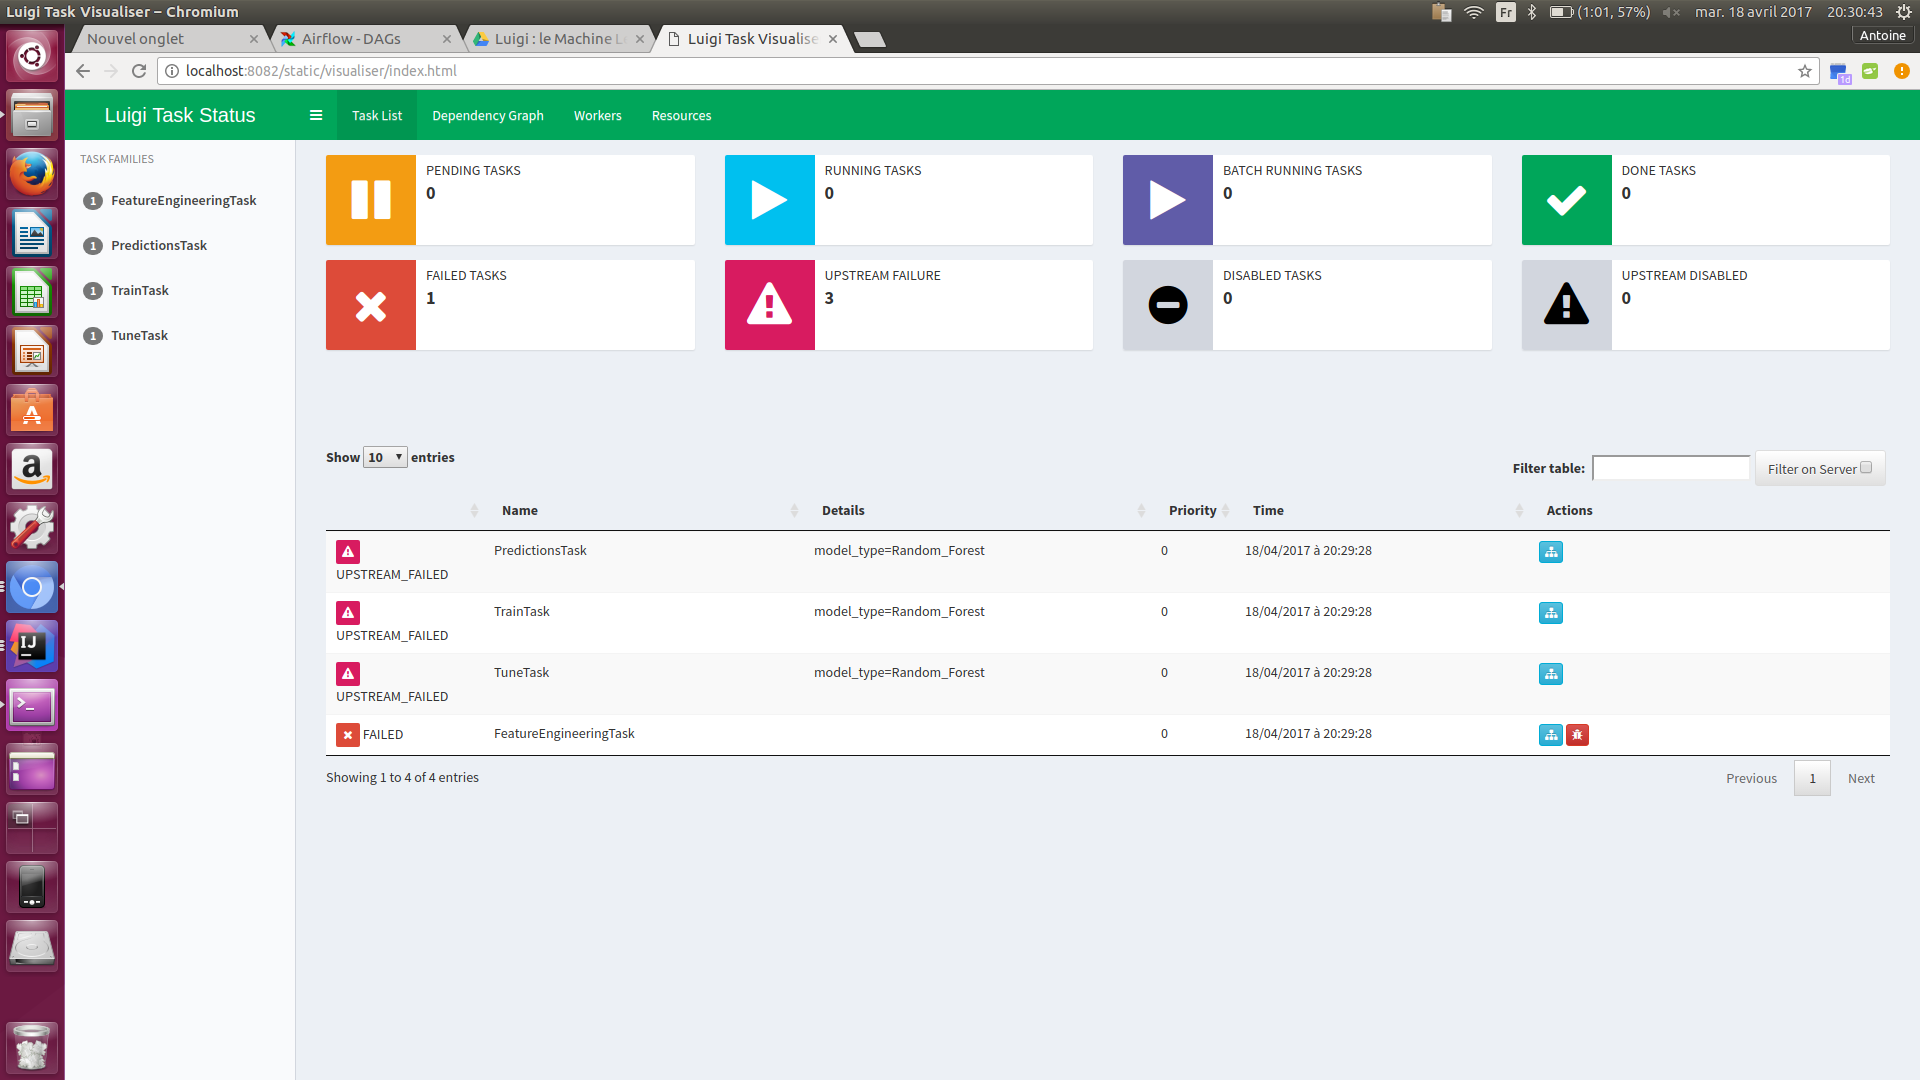 Luigi Task Visualiser – Chromium
Fr
(1:01, 57%)
mar. 18 avril 2017
20:30:43
Nouvel onglet
Airflow - DAGs
Luigi : le Machine L
Luigi Task Visualise
Antoine
localhost:8082/static/visualiser/index.html
1d
Luigi Task Status
Task List
Dependency Graph
Workers
Resources
TASK FAMILIES
1 FeatureEngineeringTask
1 PredictionsTask
1 TrainTask
1 TuneTask
PENDING TASKS
0
RUNNING TASKS
0
BATCH RUNNING TASKS
0
DONE TASKS
0
FAILED TASKS
1
UPSTREAM FAILURE
3
DISABLED TASKS
0
UPSTREAM DISABLED
0
Show 10 entries
Filter table:
Filter on Server
Name Details Priority Time Actions
UPSTREAM_FAILED PredictionsTask model_type=Random_Forest 0 18/04/2017 à 20:29:28
UPSTREAM_FAILED TrainTask model_type=Random_Forest 0 18/04/2017 à 20:29:28
UPSTREAM_FAILED TuneTask model_type=Random_Forest 0 18/04/2017 à 20:29:28
FAILED FeatureEngineeringTask 0 18/04/2017 à 20:29:28
Showing 1 to 4 of 4 entries
Previous 1 Next